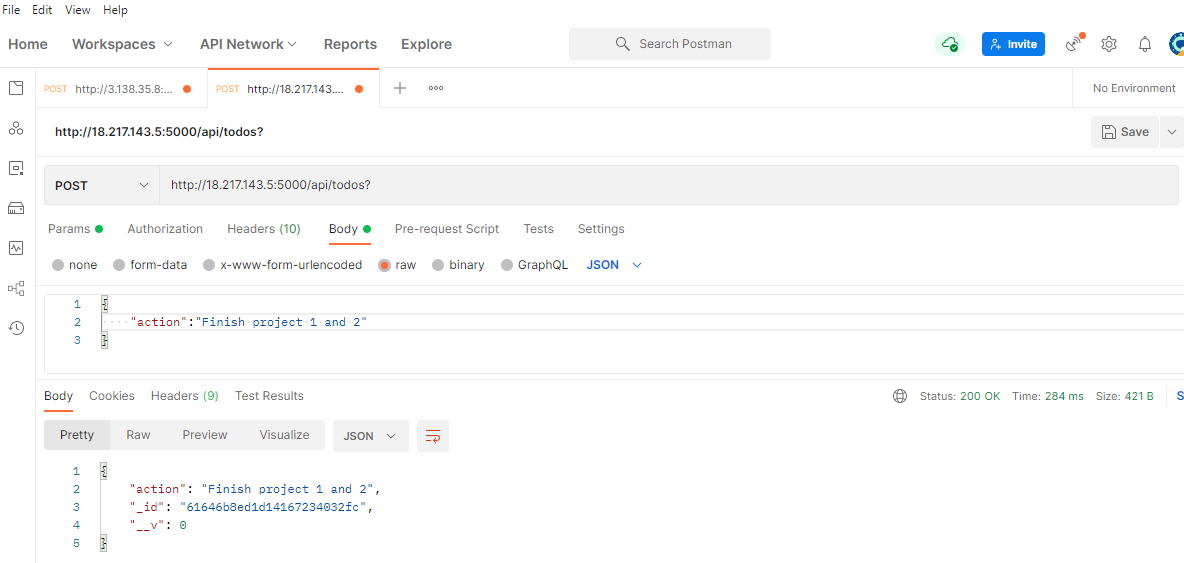 File Edit View Help
Home Workspaces API Network Reports Explore Search Postman Invite
POST http://3.138.35.8:... POST http://18.217.143.... No Environment
http://18.217.143.5:5000/api/todos? Save
POST http://18.217.143.5:5000/api/todos?
Params Authorization Headers (10) Body Pre-request Script Tests Settings
none form-data x-www-form-urlencoded raw binary GraphQL JSON
1 {
2 "action":"Finish project 1 and 2"
3 }
Body Cookies Headers (9) Test Results Status: 200 OK Time: 284 ms Size: 421 B S
Pretty Raw Preview Visualize JSON
1 {
2 "action": "Finish project 1 and 2",
3 "_id": "61646b8ed1d14167234032fc",
4 "__v": 0
5 }